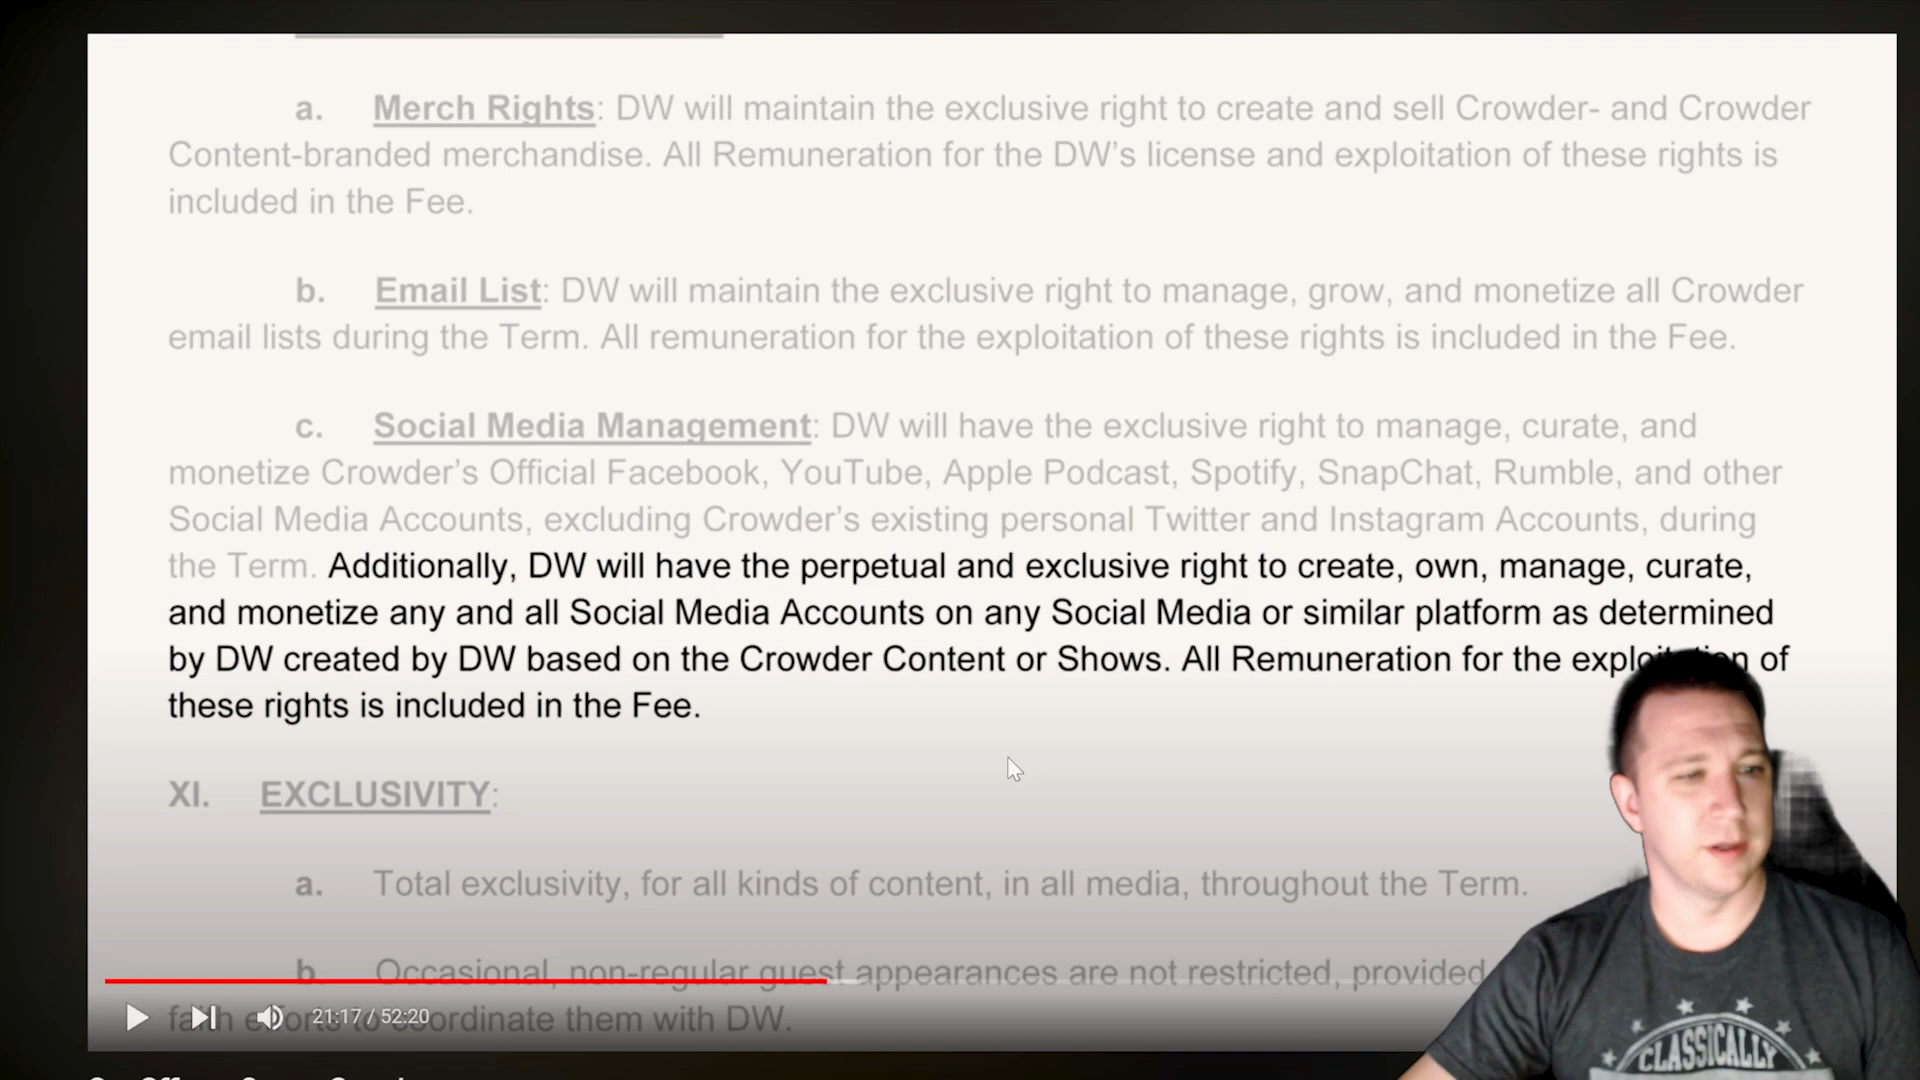 a. Merch Rights: DW will maintain the exclusive right to create and sell Crowder- and Crowder
Content-branded merchandise. All Remuneration for the DW’s license and exploitation of these rights is
included in the Fee.
b. Email List: DW will maintain the exclusive right to manage, grow, and monetize all Crowder
email lists during the Term. All remuneration for the exploitation of these rights is included in the Fee.
c. Social Media Management: DW will have the exclusive right to manage, curate, and
monetize Crowder’s Official Facebook, YouTube, Apple Podcast, Spotify, SnapChat, Rumble, and other
Social Media Accounts, excluding Crowder’s existing personal Twitter and Instagram Accounts, during
the Term. Additionally, DW will have the perpetual and exclusive right to create, own, manage, curate,
and monetize any and all Social Media Accounts on any Social Media or similar platform as determined
by DW created by DW based on the Crowder Content or Shows. All Remuneration for the exploitation of
these rights is included in the Fee.
XI. EXCLUSIVITY:
a. Total exclusivity, for all kinds of content, in all media, throughout the Term.
b. Occasional, non-regular guest appearances are not restricted, provided
faith efforts to coordinate them with DW.
21:17 / 52:20
CLASSICALLY